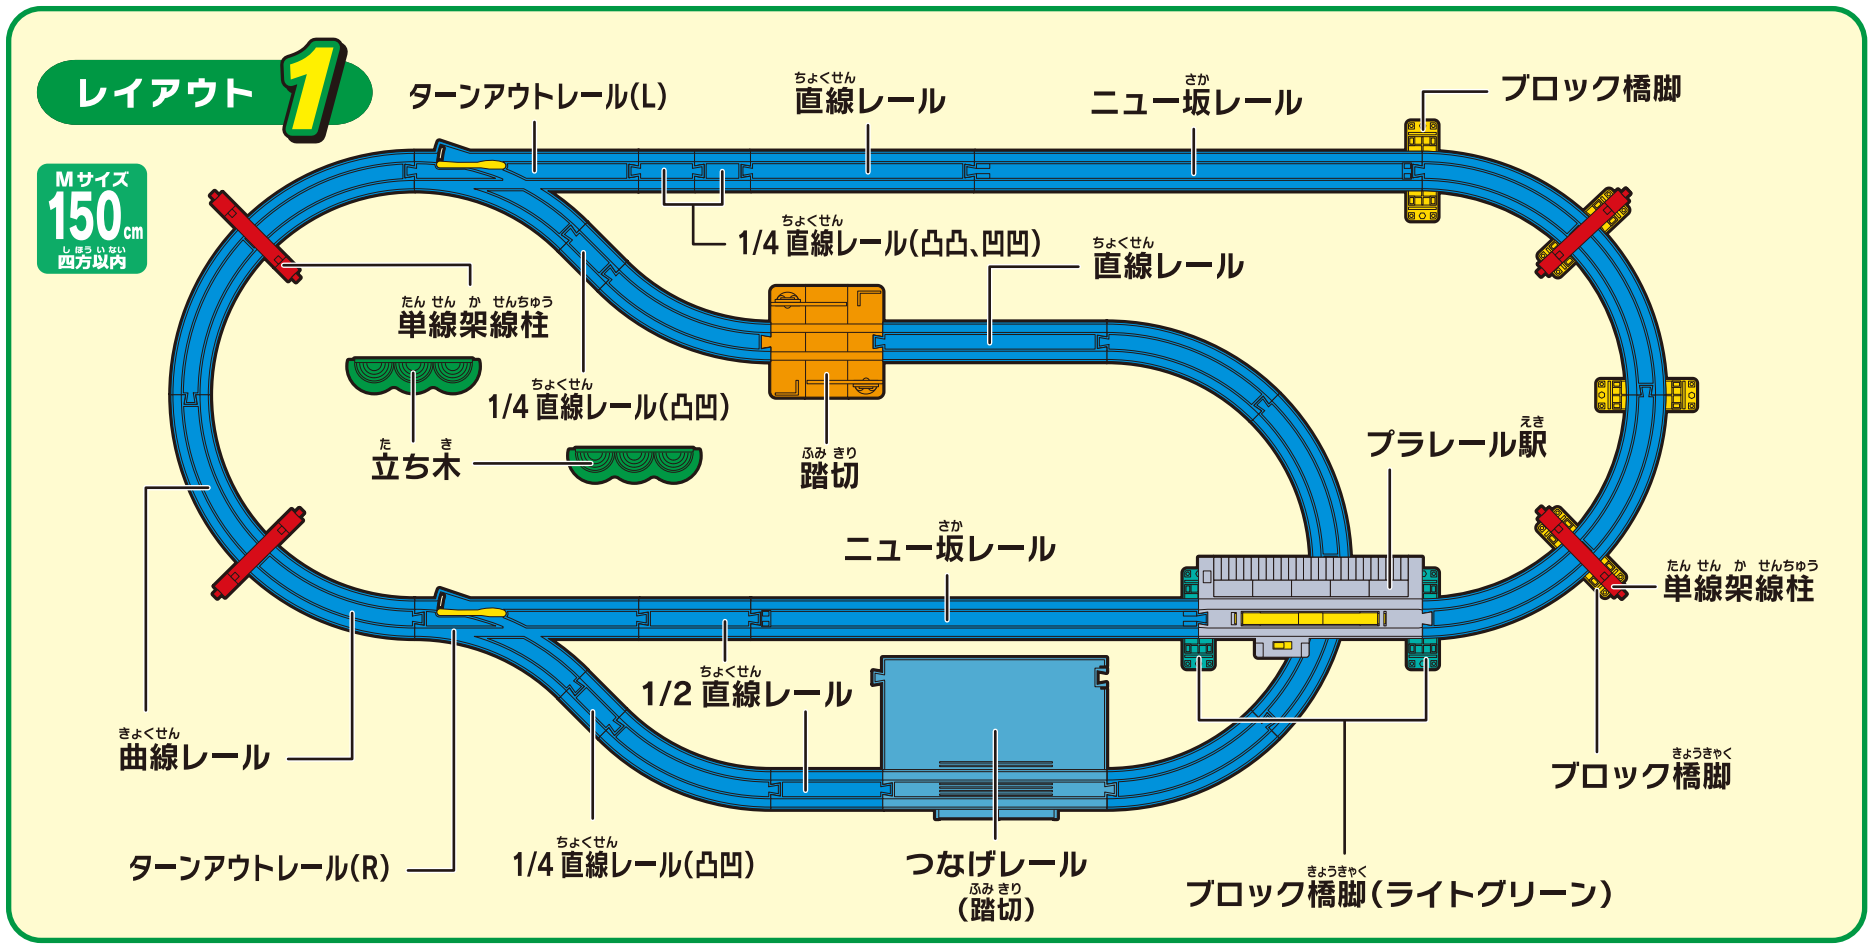 レイアウト 1
Mサイズ
150cm
しほういない
四方以内
ターンアウトレール(L)
ちょくせん
直線レール
さか
ニュー坂レール
ブロック橋脚
ちょくせん
1/4 直線レール(凸凸、凹凹)
ちょくせん
直線レール
たんせんかせんちゅう
単線架線柱
ちょくせん
1/4 直線レール(凸凹)
たき
立ち木
ふみきり
踏切
えき
プラレール駅
さか
ニュー坂レール
たんせんかせんちゅう
単線架線柱
ちょくせん
1/2 直線レール
きょくせん
曲線レール
きょうきゃく
ブロック橋脚
ターンアウトレール(R)
ちょくせん
1/4 直線レール(凸凹)
つなげレール
ふみきり
(踏切)
きょうきゃく
ブロック橋脚(ライトグリーン)